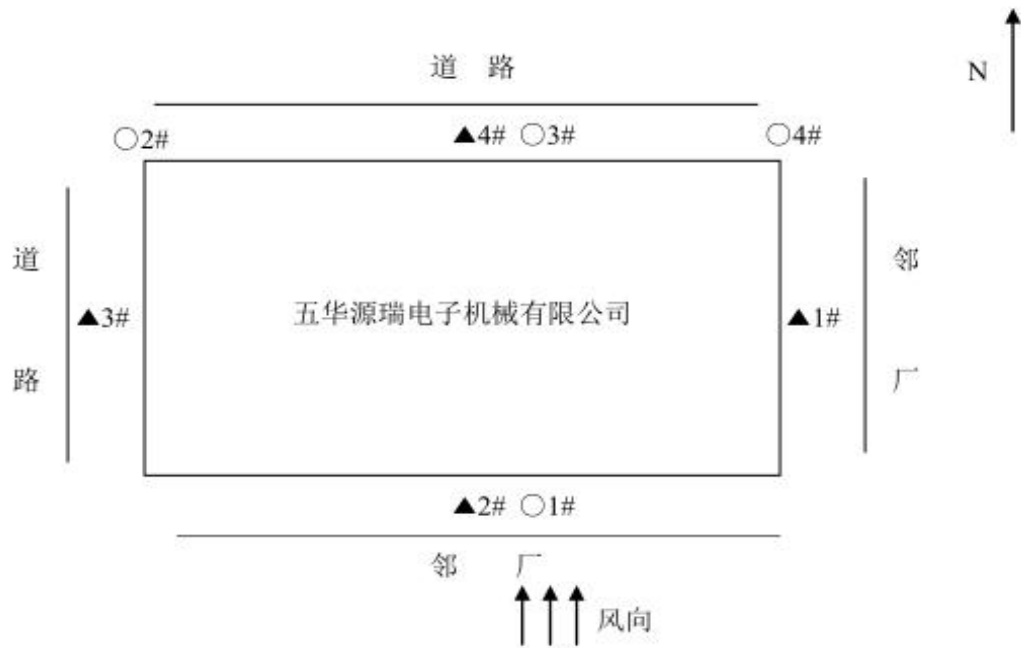 道 路
N
○2# ▲4# ○3# ○4#
道
路
▲3#
五华源瑞电子机械有限公司
▲1#
邻
厂
▲2# ○1#
邻 厂
风向